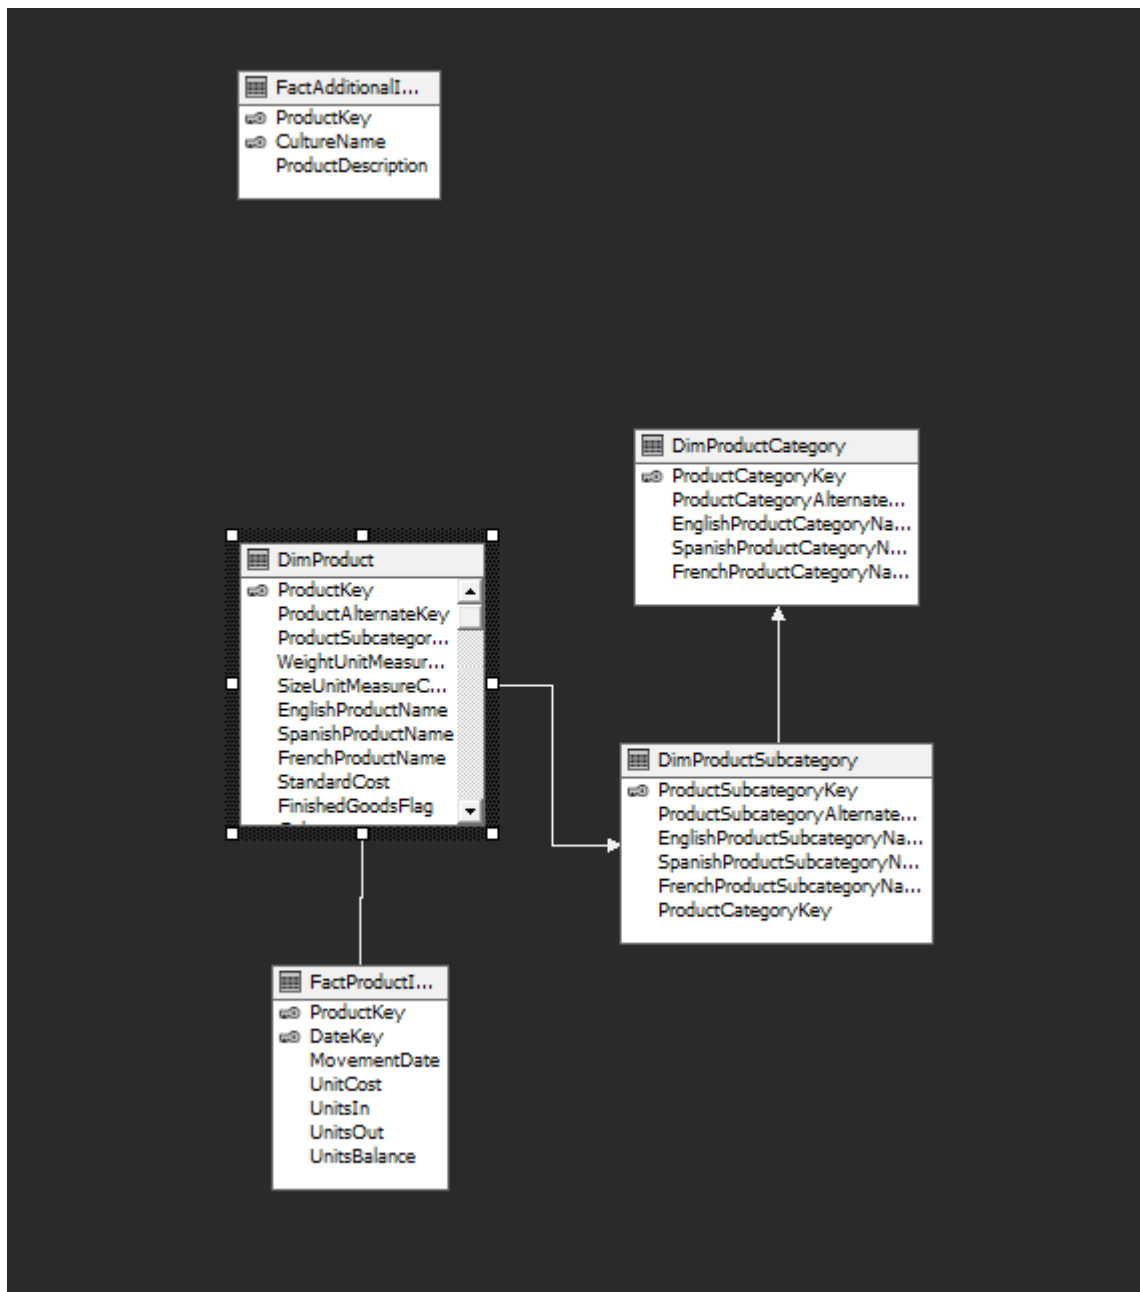 FactAdditionalI...
ProductKey
CultureName
ProductDescription
DimProductCategory
ProductCategoryKey
ProductCategoryAlternate...
EnglishProductCategoryNa...
SpanishProductCategoryN...
FrenchProductCategoryNa...
DimProduct
ProductKey
ProductAlternateKey
ProductSubcategor...
WeightUnitMeasur...
SizeUnitMeasureC...
EnglishProductName
SpanishProductName
FrenchProductName
StandardCost
FinishedGoodsFlag
DimProductSubcategory
ProductSubcategoryKey
ProductSubcategoryAlternate...
EnglishProductSubcategoryNa...
SpanishProductSubcategoryN...
FrenchProductSubcategoryNa...
ProductCategoryKey
FactProductI...
ProductKey
DateKey
MovementDate
UnitCost
UnitsIn
UnitsOut
UnitsBalance